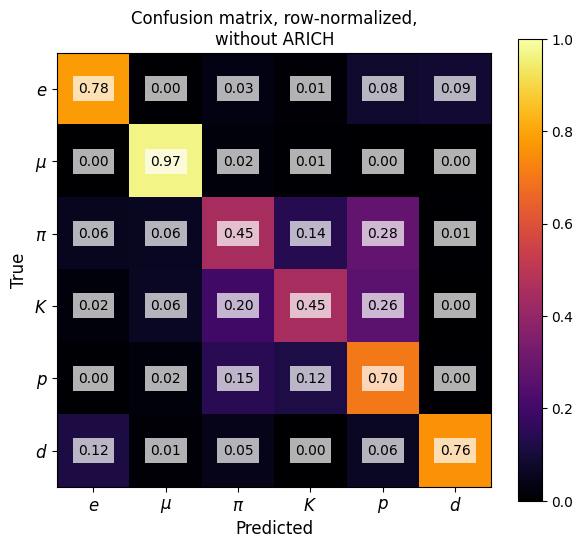 Confusion matrix, row-normalized,
without ARICH
True
e 0.78 0.00 0.03 0.01 0.08 0.09
μ 0.00 0.97 0.02 0.01 0.00 0.00
π 0.06 0.06 0.45 0.14 0.28 0.01
K 0.02 0.06 0.20 0.45 0.26 0.00
p 0.00 0.02 0.15 0.12 0.70 0.00
d 0.12 0.01 0.05 0.00 0.06 0.76
e μ π K p d
Predicted
1.0
0.8
0.6
0.4
0.2
0.0